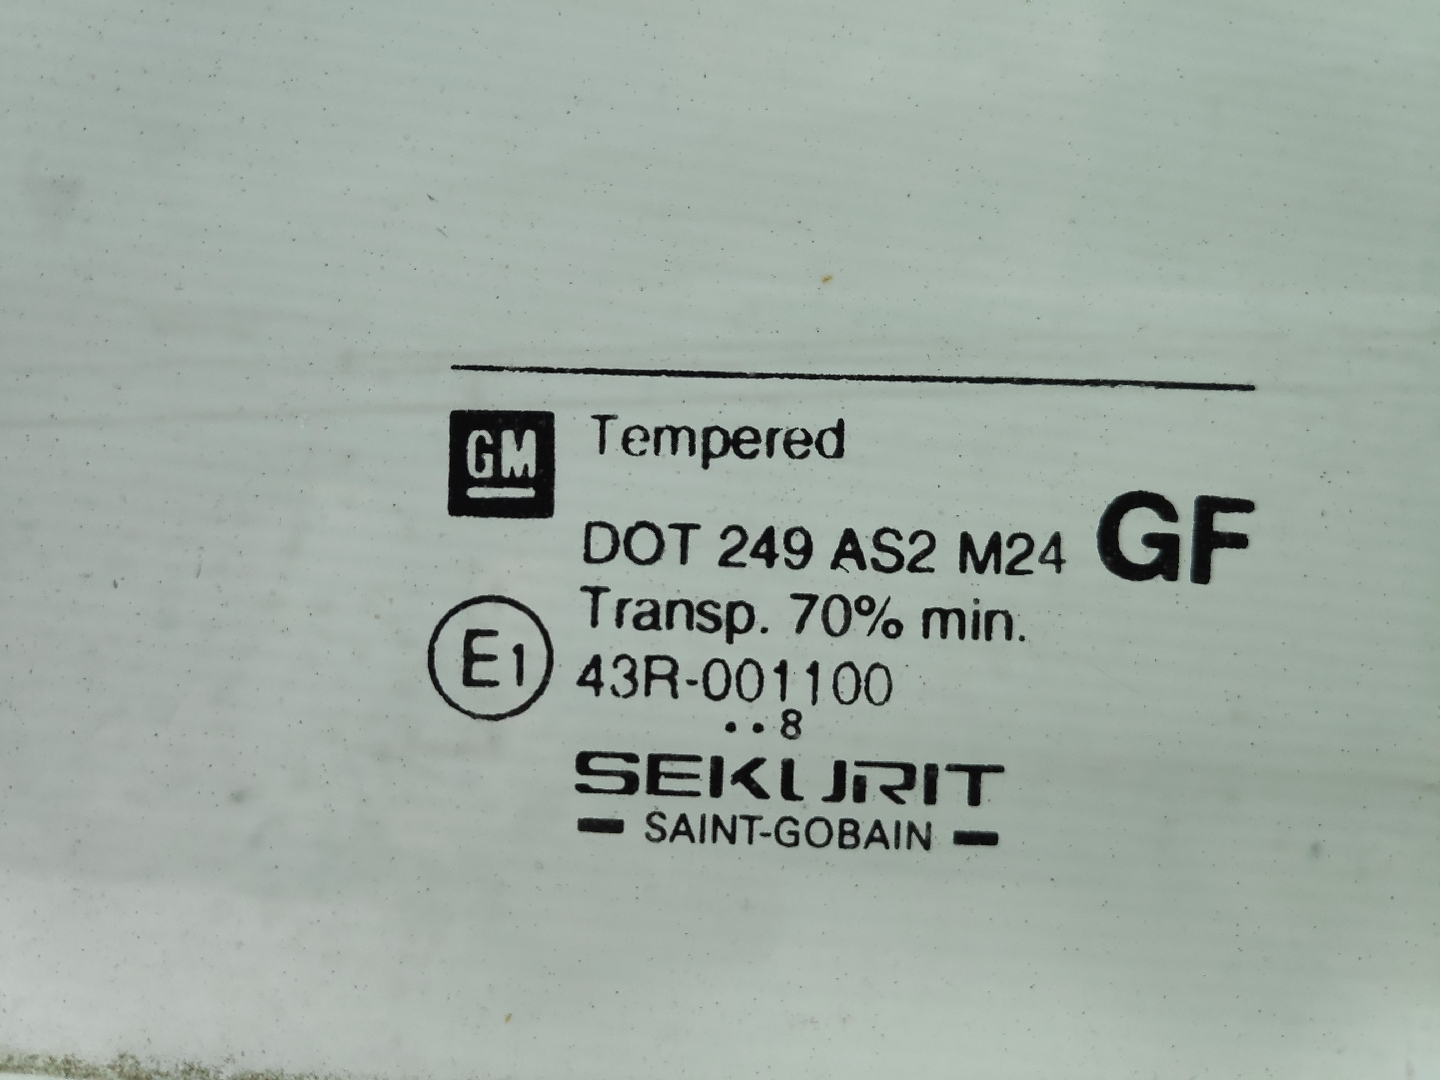 GM Tempered
DOT 249 AS2 M24 GF
Transp. 70% min.
E1 43R-001100
..8
SEKURIT
SAINT-GOBAIN